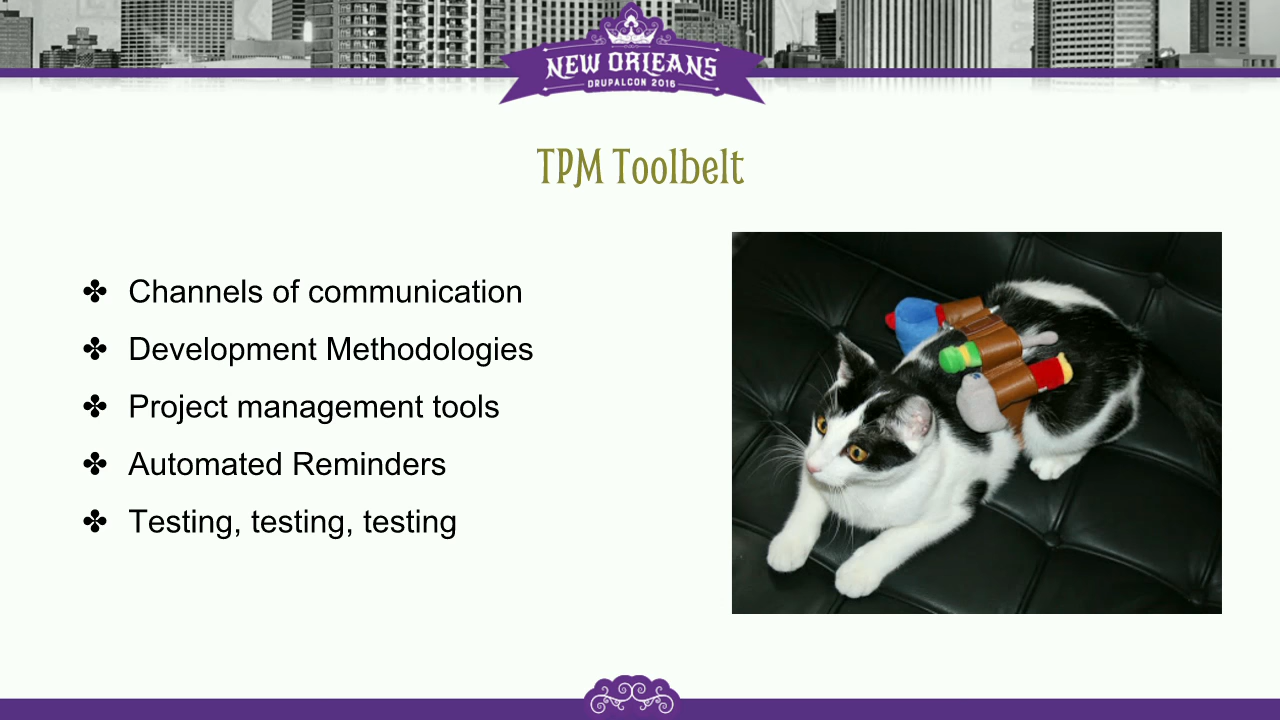 NEW ORLEANS
DRUPALCON 2016
TPM Toolbelt
Channels of communication
Development Methodologies
Project management tools
Automated Reminders
Testing, testing, testing